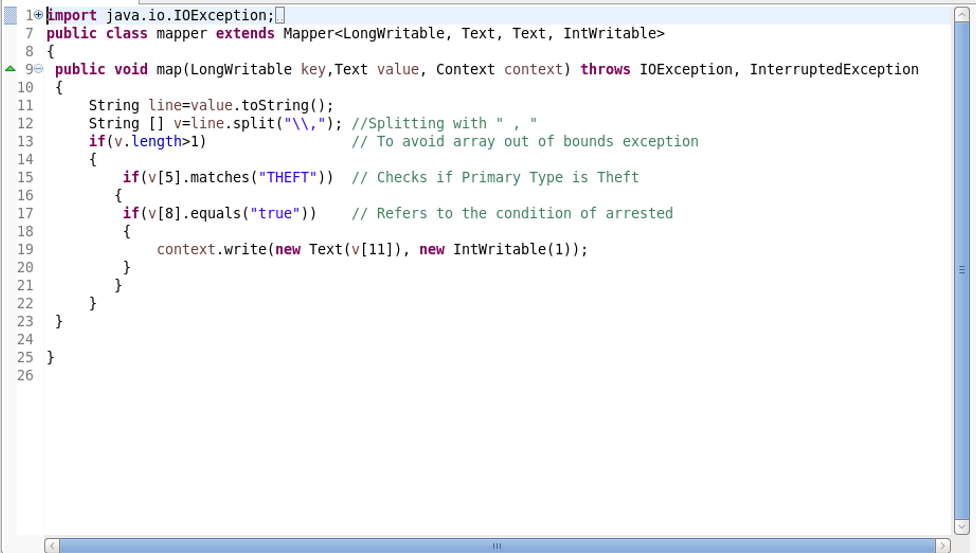 1 import java.io.IOException;
7 public class mapper extends Mapper<LongWritable, Text, Text, IntWritable>
8 {
9 public void map(LongWritable key,Text value, Context context) throws IOException, InterruptedException
10 {
11 String line=value.toString();
12 String [] v=line.split("\\,"); //Splitting with " , "
13 if(v.length>1) // To avoid array out of bounds exception
14 {
15 if(v[5].matches("THEFT")) // Checks if Primary Type is Theft
16 {
17 if(v[8].equals("true")) // Refers to the condition of arrested
18 {
19 context.write(new Text(v[11]), new IntWritable(1));
20 }
21 }
22 }
23 }
24
25 }
26